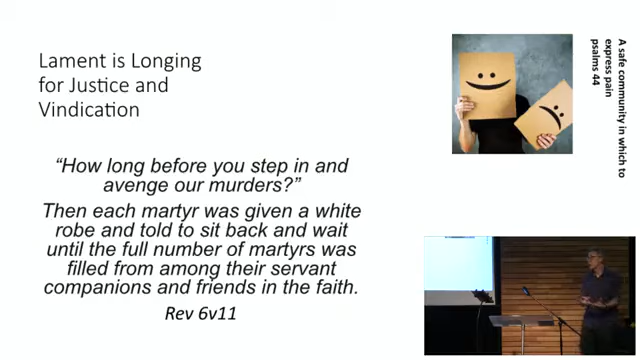 Lament is Longing
for Justice and
Vindication
“How long before you step in and
avenge our murders?”
Then each martyr was given a white
robe and told to sit back and wait
until the full number of martyrs was
filled from among their servant
companions and friends in the faith.
Rev 6v11
A safe community in which to
express pain
psalms 44